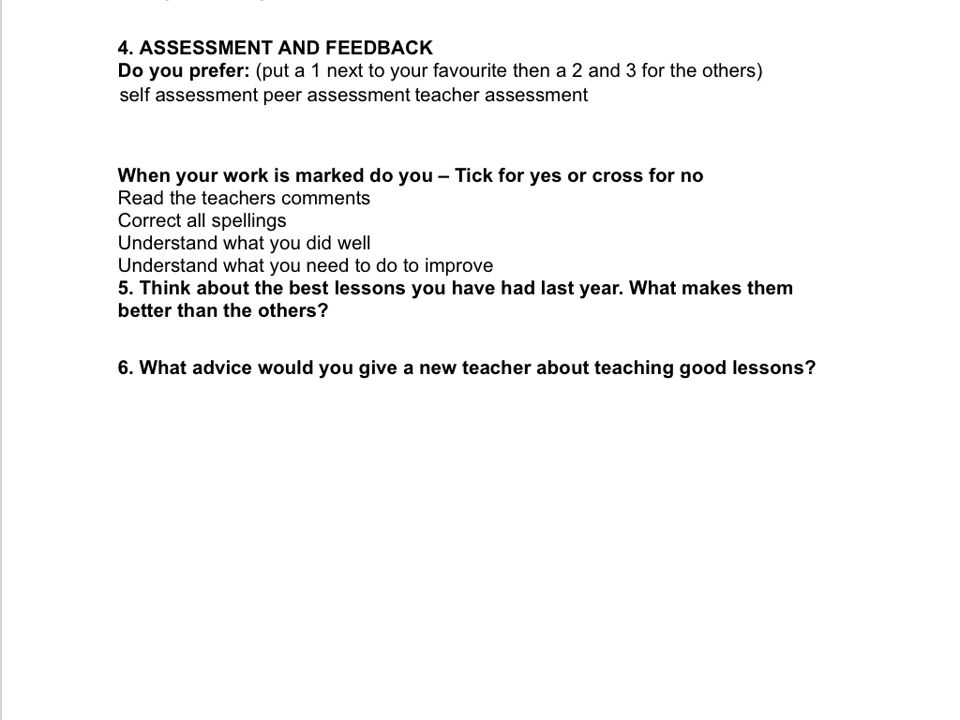 4. ASSESSMENT AND FEEDBACK
Do you prefer: (put a 1 next to your favourite then a 2 and 3 for the others)
self assessment peer assessment teacher assessment
When your work is marked do you – Tick for yes or cross for no
Read the teachers comments
Correct all spellings
Understand what you did well
Understand what you need to do to improve
5. Think about the best lessons you have had last year. What makes them
better than the others?
6. What advice would you give a new teacher about teaching good lessons?